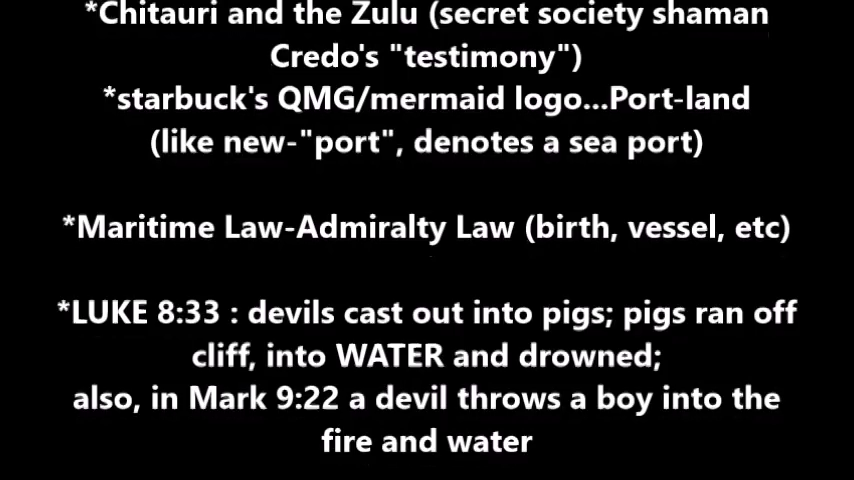 *Chitauri and the Zulu (secret society shaman
Credo's "testimony")
*starbuck's QMG/mermaid logo...Port-land
(like new-"port", denotes a sea port)
*Maritime Law-Admiralty Law (birth, vessel, etc)
*LUKE 8:33 : devils cast out into pigs; pigs ran off
cliff, into WATER and drowned;
also, in Mark 9:22 a devil throws a boy into the
fire and water